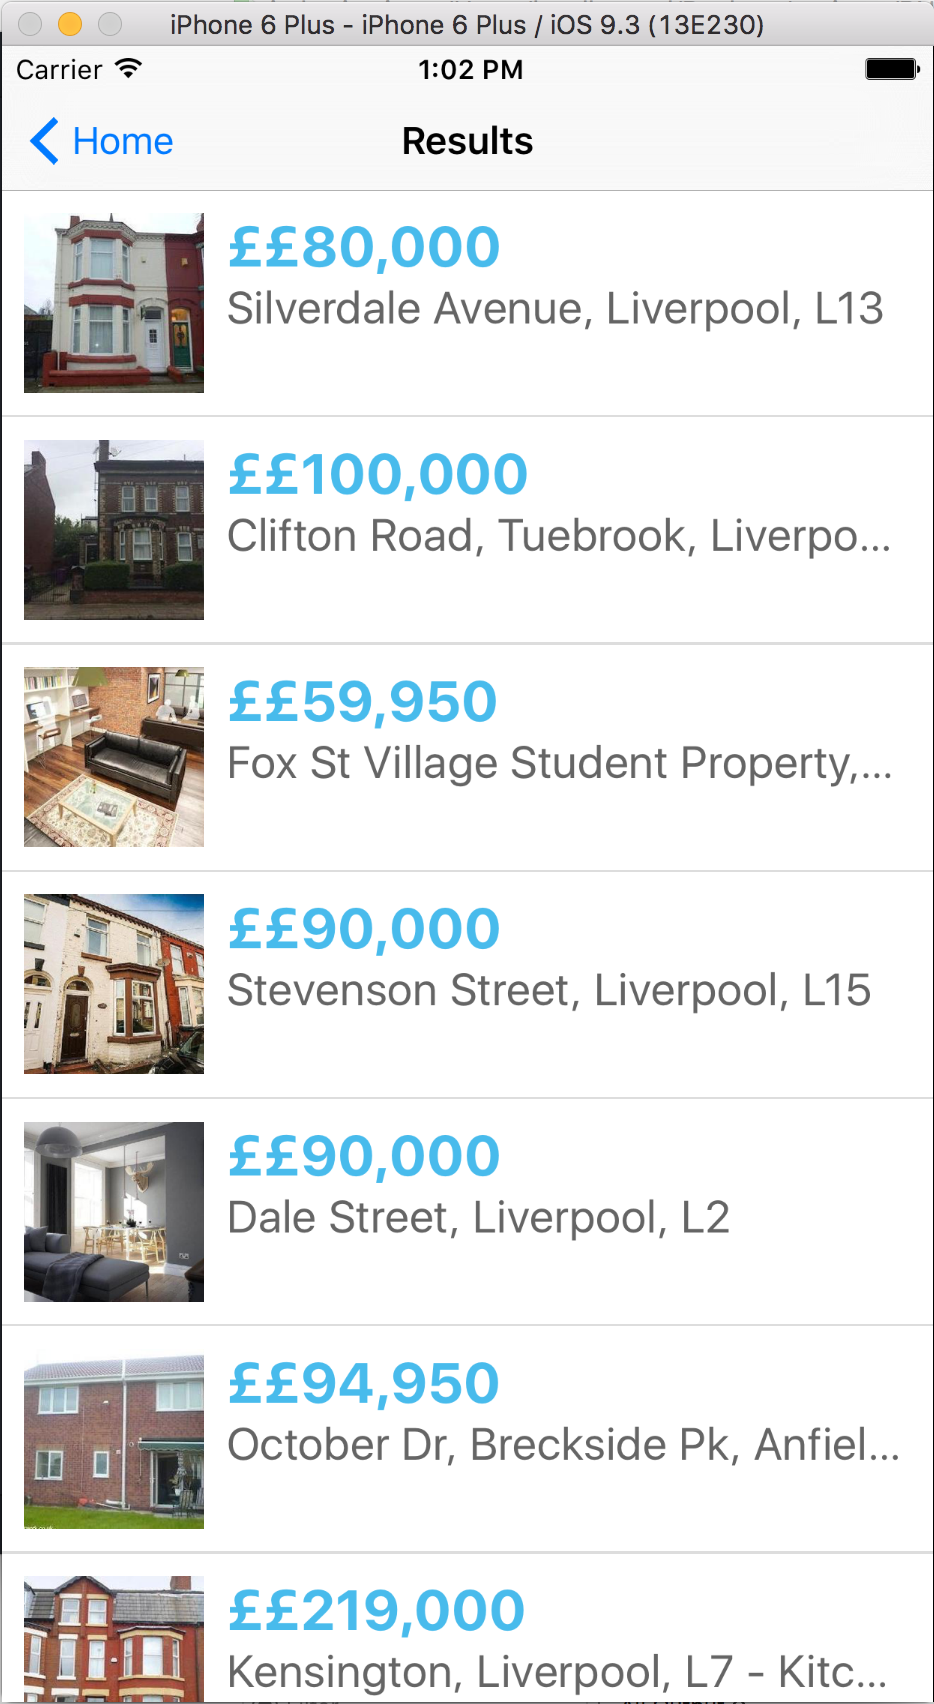 iPhone 6 Plus - iPhone 6 Plus / iOS 9.3 (13E230)
Carrier 1:02 PM
Home Results
££80,000
Silverdale Avenue, Liverpool, L13
££100,000
Clifton Road, Tuebrook, Liverpo...
££59,950
Fox St Village Student Property,...
££90,000
Stevenson Street, Liverpool, L15
££90,000
Dale Street, Liverpool, L2
££94,950
October Dr, Breckside Pk, Anfiel...
££219,000
Kensington, Liverpool, L7 - Kitc...